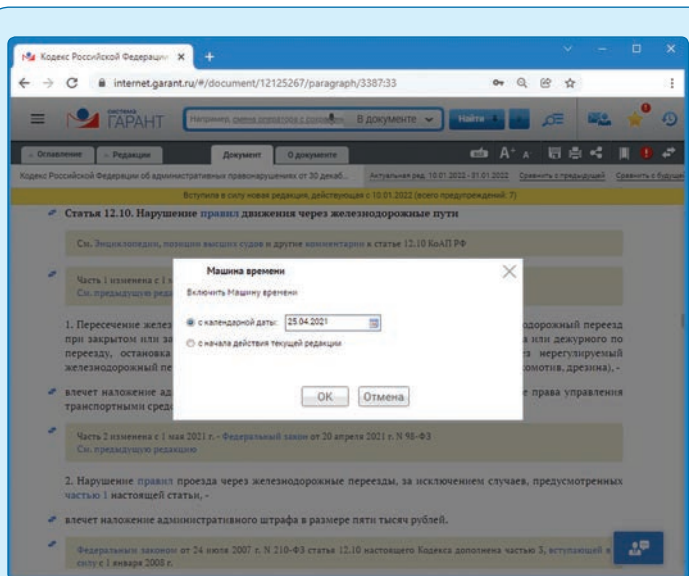 Кодекс Российской Федерации
internet.garant.ru/#/document/12125267/paragraph/3387:33
СИСТЕМА
ГАРАНТ
Например, смена оператора с
В документе
Найти
Оглавление
Редакции
Документ
О документе
Кодекс Российской Федерации об административных правонарушениях от 30 декаб...
Актуальная ред. 10.01.2022 - 31.01.2022
Сравнить с предыдущей
Сравнить с будущей
Вступила в силу новая редакция, действующая с 10.01.2022 (всего предупреждений: 7)
Статья 12.10. Нарушение правил движения через железнодорожные пути
См. Энциклопедии, позиции высших судов и другие комментарии к статье 12.10 КоАП РФ
Часть 1 изменена с 1
См. предыдущую
Машина времени
Включить Машину времени
с календарной даты: 25.04.2021
с начала действия текущей редакции
ОК Отмена
1. Пересечение переезд
при закрытом или или дежурного по
переезду, остановка нерегулируемый
железнодорожный дрезина), -
влечет наложение права управления
транспортными
Часть 2 изменена с 1 мая 2021 г. - Федеральный закон от 20 апреля 2021 г. N 98-ФЗ
См. предыдущую редакцию
2. Нарушение правил проезда через железнодорожные переезды, за исключением случаев, предусмотренных
частью 1 настоящей статьи, -
влечет наложение административного штрафа в размере пяти тысяч рублей.
Федеральным законом от 24 июля 2007 г. N 210-ФЗ статья 12.10 настоящего Кодекса дополнена частью 3, вступающей в
силу с 1 января 2008 г.